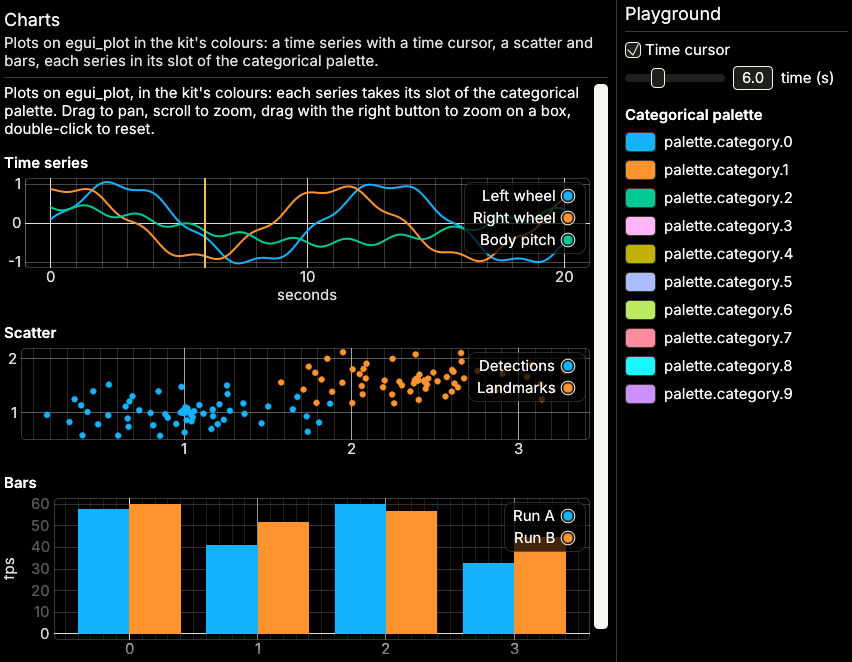 Charts
Plots on egui_plot in the kit's colours: a time series with a time cursor, a scatter and
bars, each series in its slot of the categorical palette.
Plots on egui_plot, in the kit's colours: each series takes its slot of the categorical
palette. Drag to pan, scroll to zoom, drag with the right button to zoom on a box,
double-click to reset.
Time series
1
0
-1
Left wheel
Right wheel
Body pitch
0
10
20
seconds
Scatter
2
1
Detections
Landmarks
1
2
3
Bars
60
50
40
30
20
10
0
fps
Run A
Run B
0
1
2
3
Playground
Time cursor
6.0 time (s)
Categorical palette
palette.category.0
palette.category.1
palette.category.2
palette.category.3
palette.category.4
palette.category.5
palette.category.6
palette.category.7
palette.category.8
palette.category.9